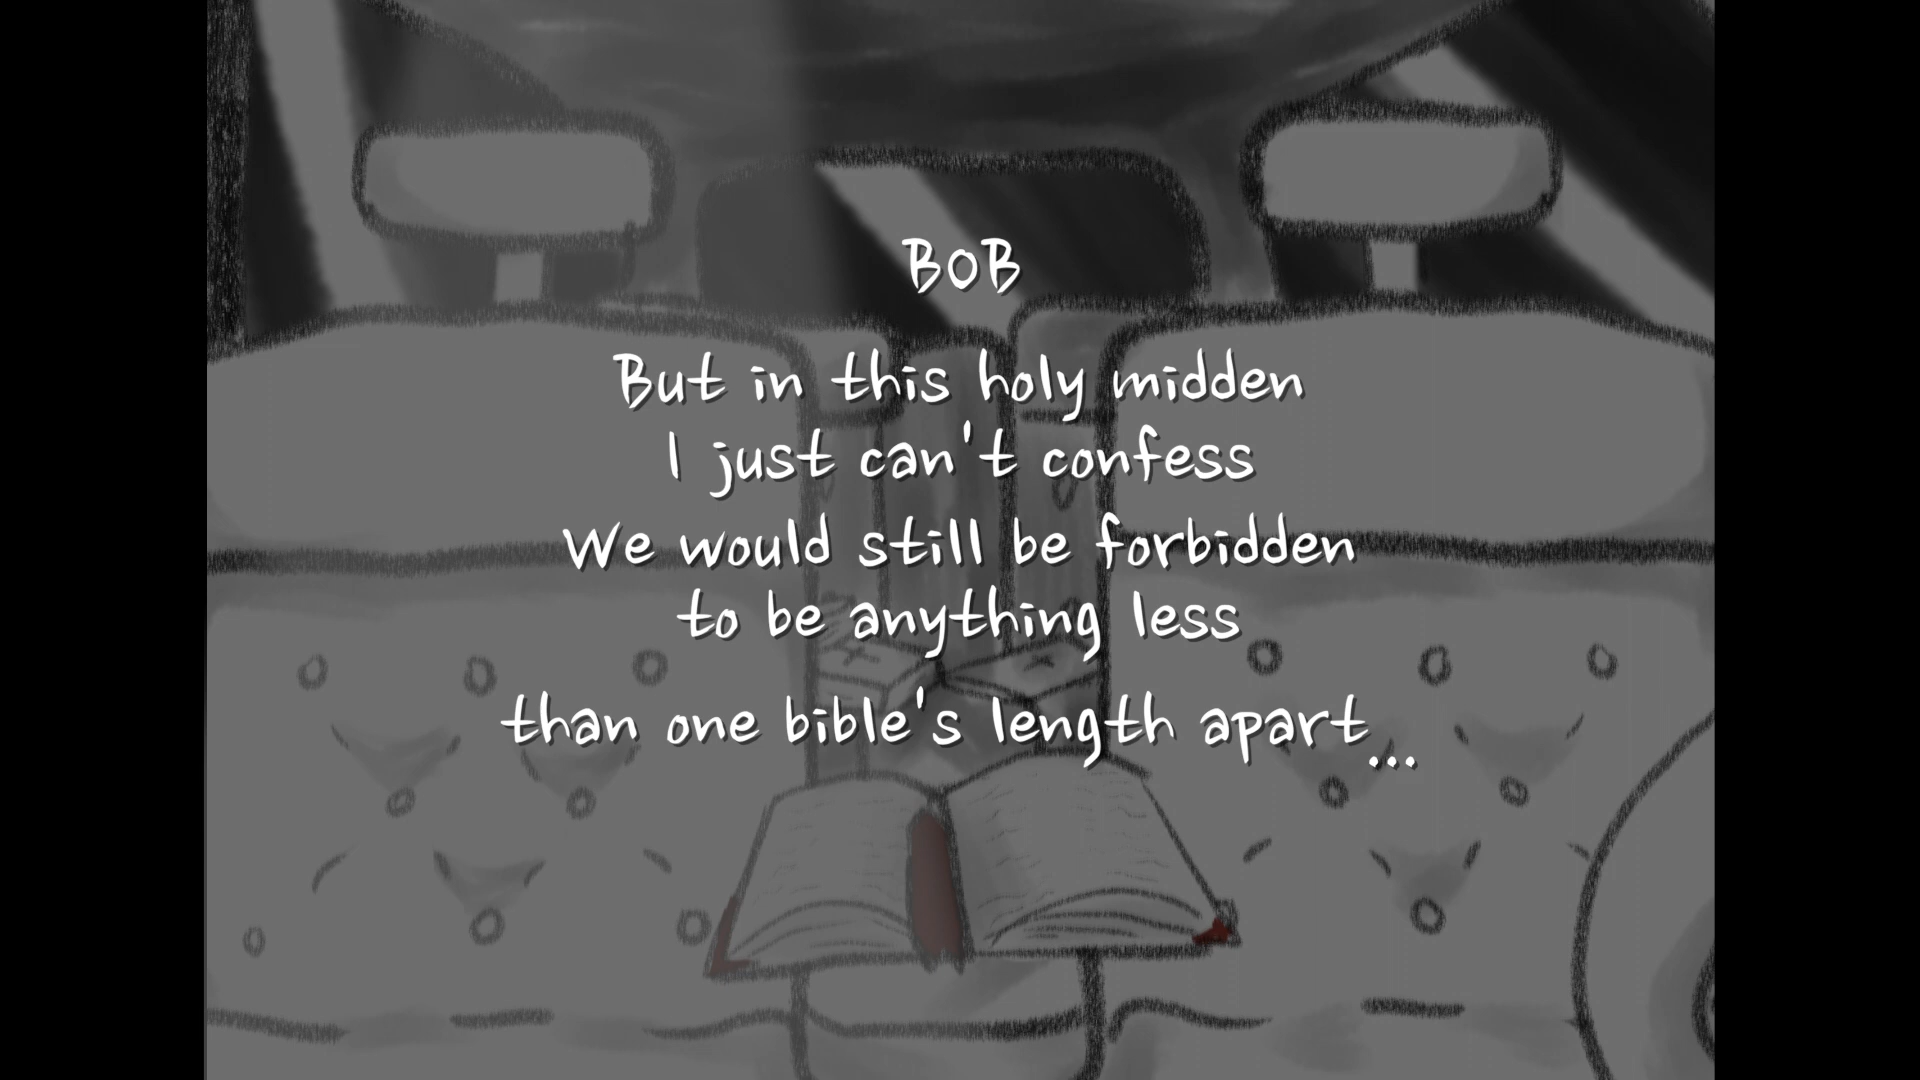 BOB
But in this holy midden
I just can't confess
We would still be forbidden
to be anything less
than one bible's length apart...